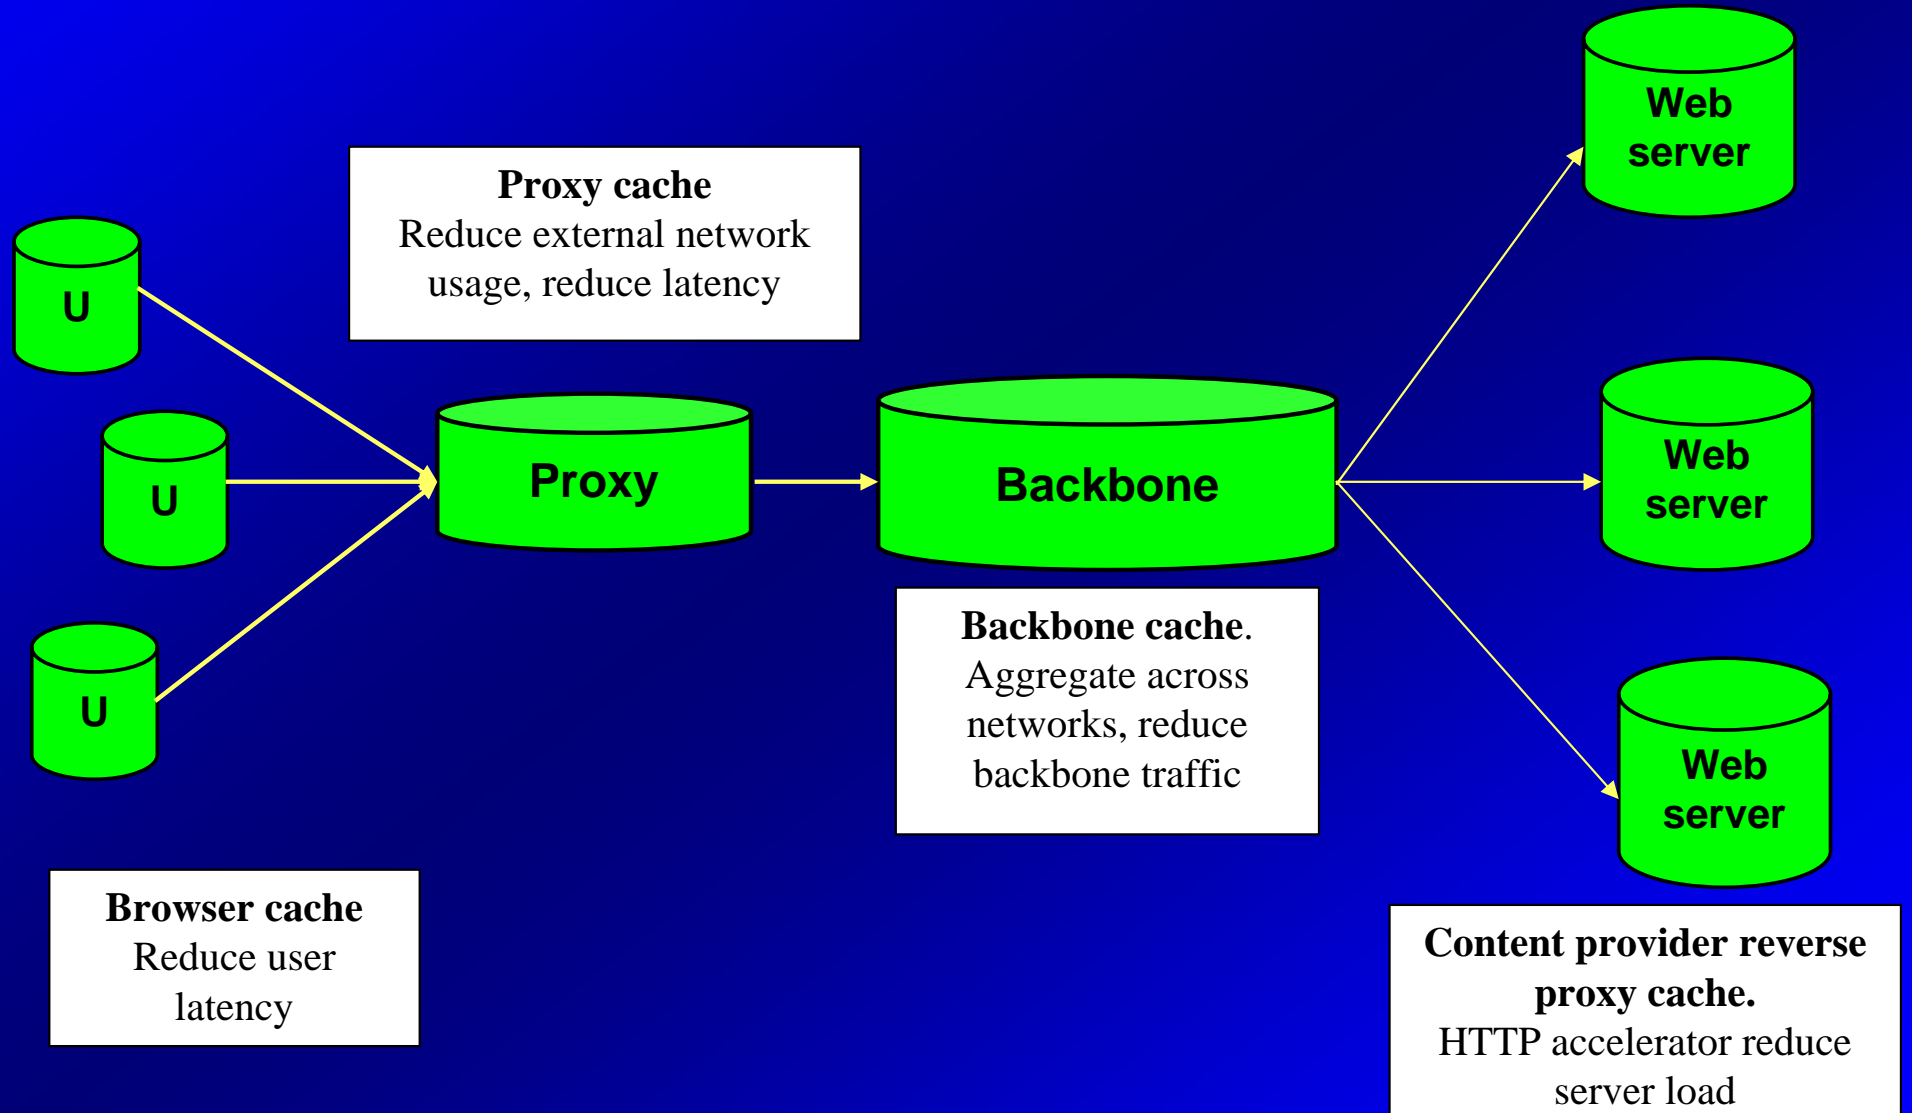 Web
server
Proxy cache
Reduce external network
usage, reduce latency
U
U
U
Proxy
Backbone
Web
server
Backbone cache.
Aggregate across
networks, reduce
backbone traffic
Web
server
Browser cache
Reduce user
latency
Content provider reverse
proxy cache.
HTTP accelerator reduce
server load